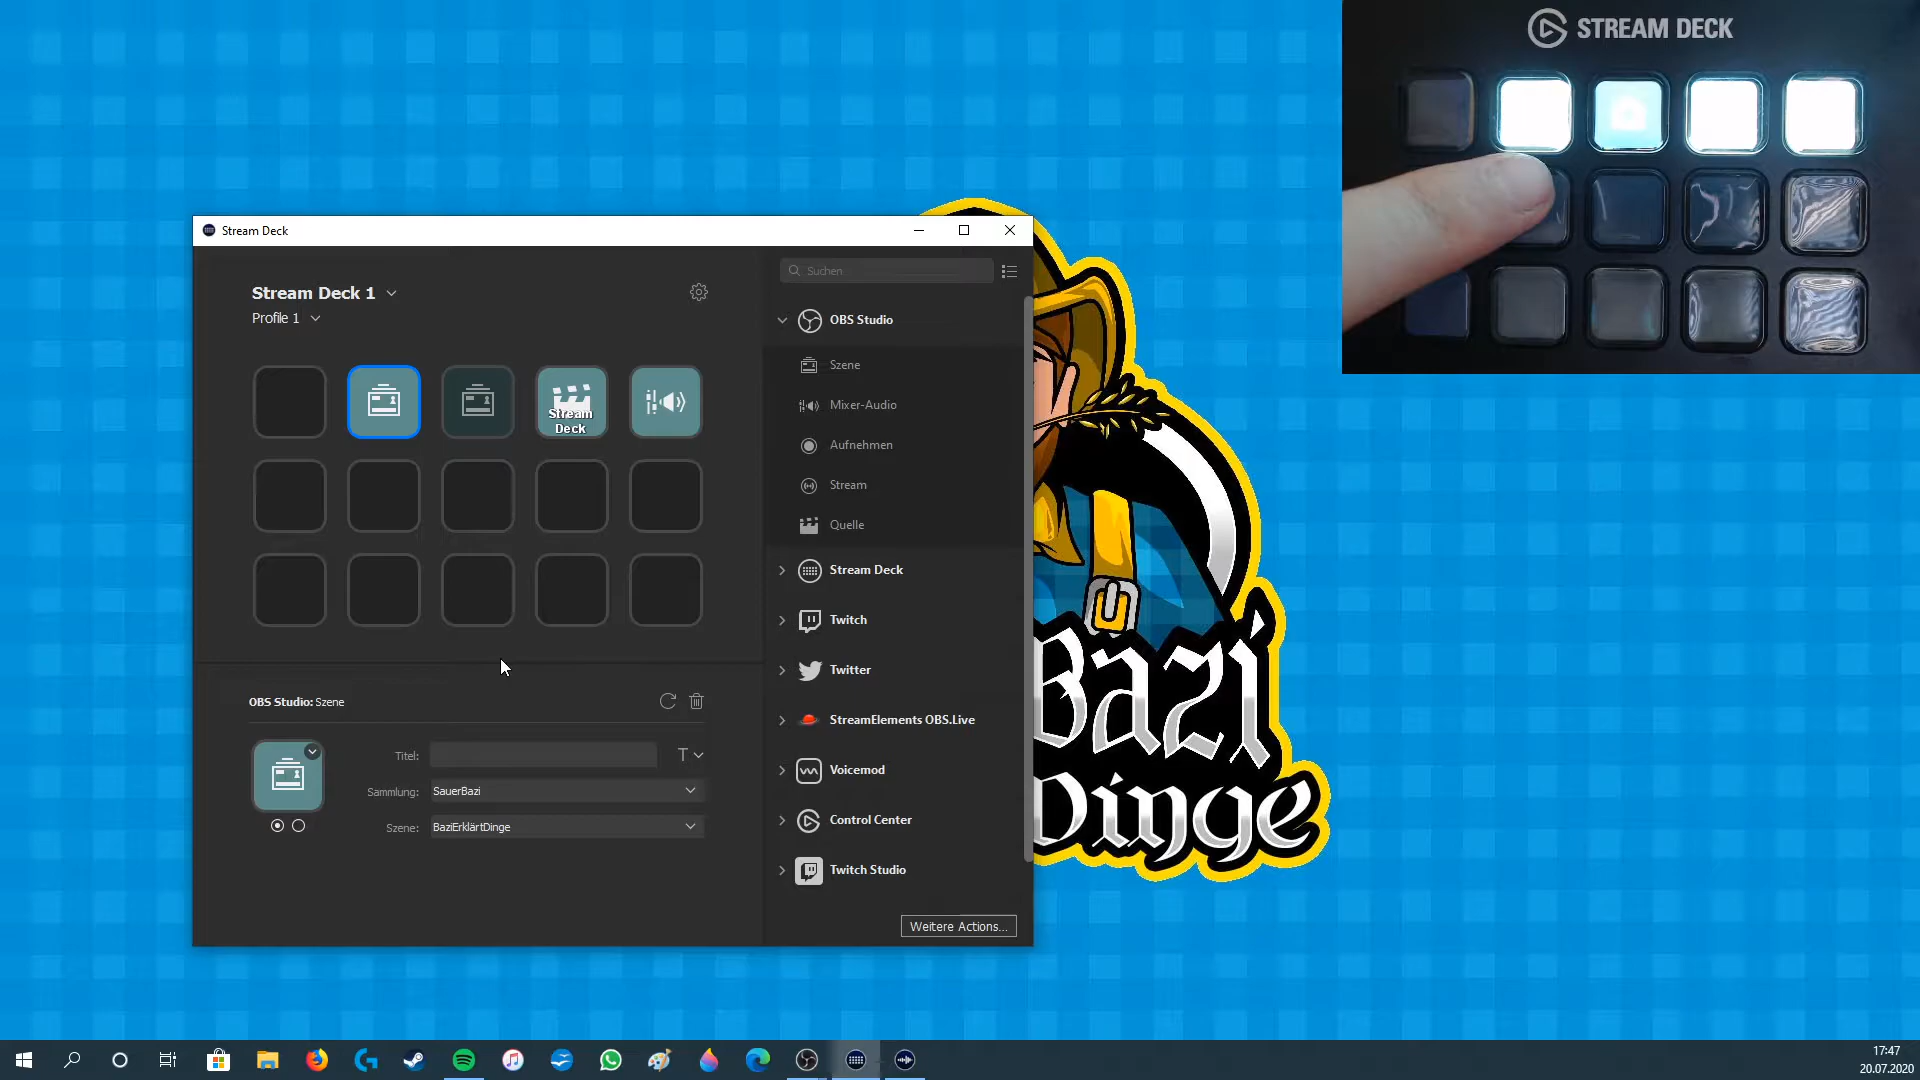 STREAM DECK
Stream Deck
Stream Deck 1
Profile 1
Stream
Deck
OBS Studio: Szene
Titel:
T
Sammlung:
SauerBazi
Szene:
BaziErklärtDinge
Suchen
OBS Studio
Szene
Mixer-Audio
Aufnehmen
Stream
Quelle
Stream Deck
Twitch
Twitter
StreamElements OBS.Live
Voicemod
Control Center
Twitch Studio
Weitere Actions...
Bazi
Dinge
17:47
20.07.2020